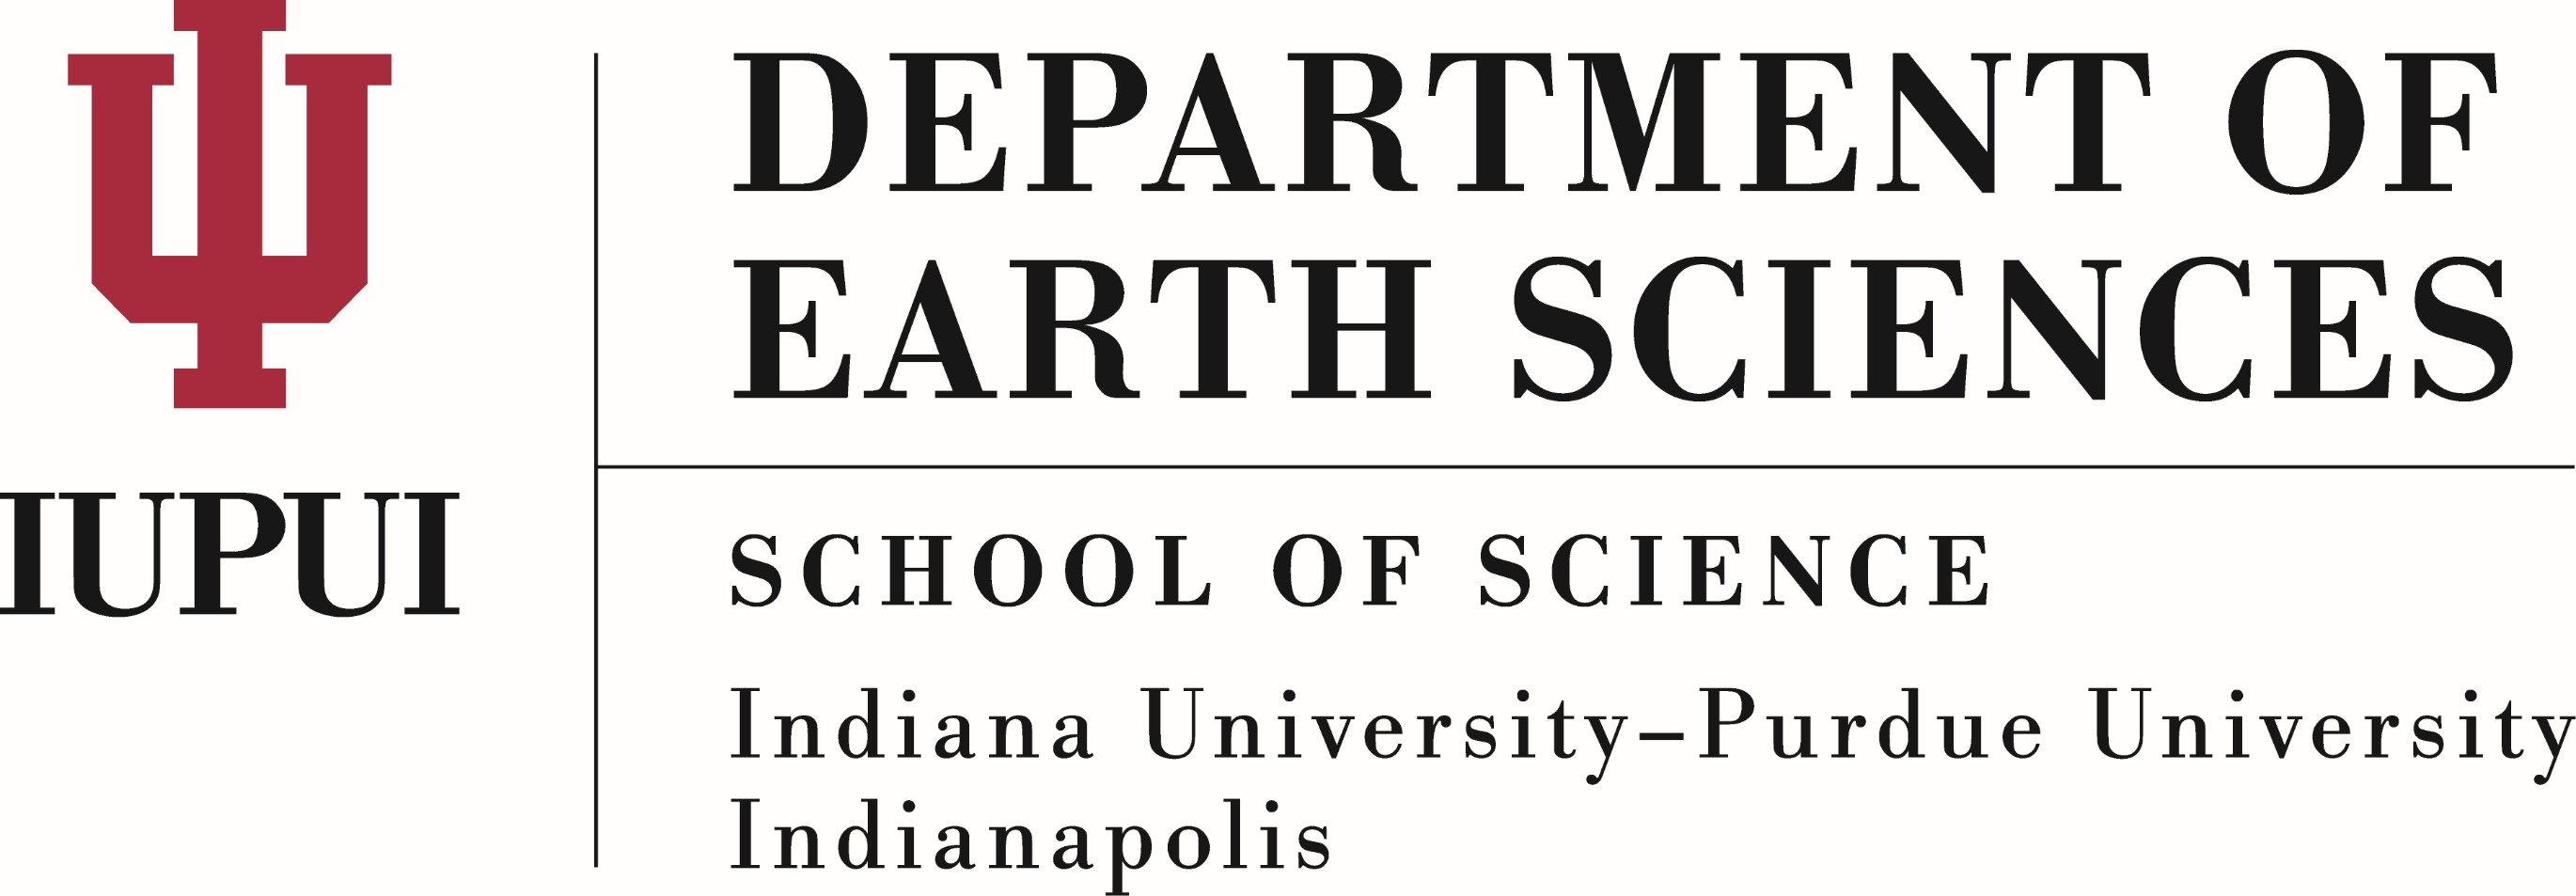 IUPUI
DEPARTMENT OF
EARTH SCIENCES
SCHOOL OF SCIENCE
Indiana University–Purdue University
Indianapolis